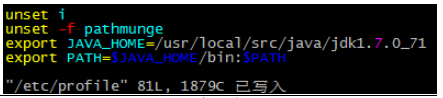 unset i
unset -f pathmunge
export JAVA_HOME=/usr/local/src/java/jdk1.7.0_71
export PATH=$JAVA_HOME/bin:$PATH
"/etc/profile" 81L, 1879C 已写入